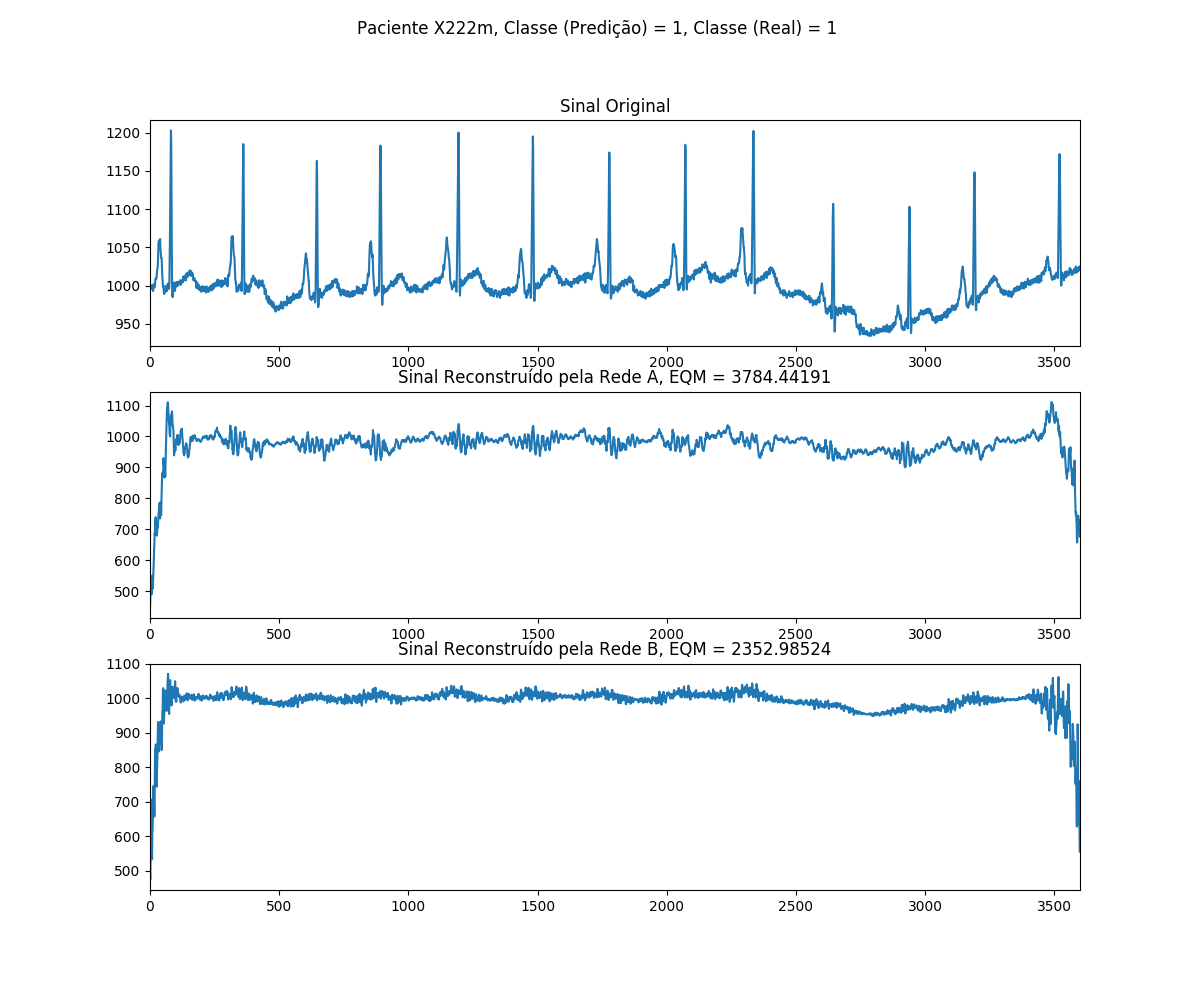 Paciente X222m, Classe (Predição) = 1, Classe (Real) = 1
Sinal Original
1200
1150
1100
1050
1000
950
0 500 1000 1500 2000 2500 3000 3500
Sinal Reconstruído pela Rede A, EQM = 3784.44191
1100
1000
900
800
700
600
500
0 500 1000 1500 2000 2500 3000 3500
Sinal Reconstruído pela Rede B, EQM = 2352.98524
1100
1000
900
800
700
600
500
0 500 1000 1500 2000 2500 3000 3500